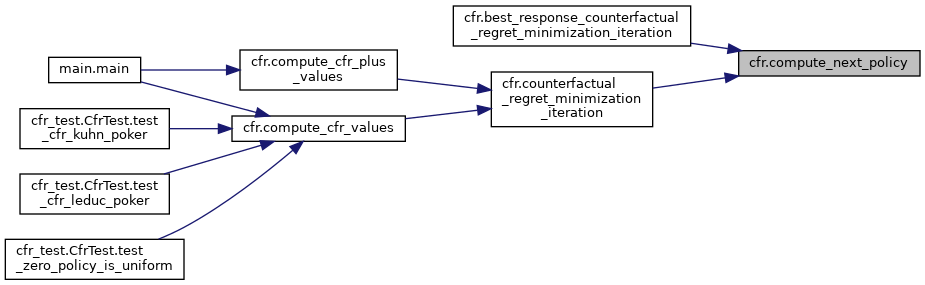 cfr.best_response_counterfactual
_regret_minimization_iteration
cfr.compute_next_policy
cfr.compute_cfr_plus
_values
main.main
cfr.counterfactual
_regret_minimization
_iteration
cfr_test.CfrTest.test
_cfr_kuhn_poker
cfr.compute_cfr_values
cfr_test.CfrTest.test
_cfr_leduc_poker
cfr_test.CfrTest.test
_zero_policy_is_uniform